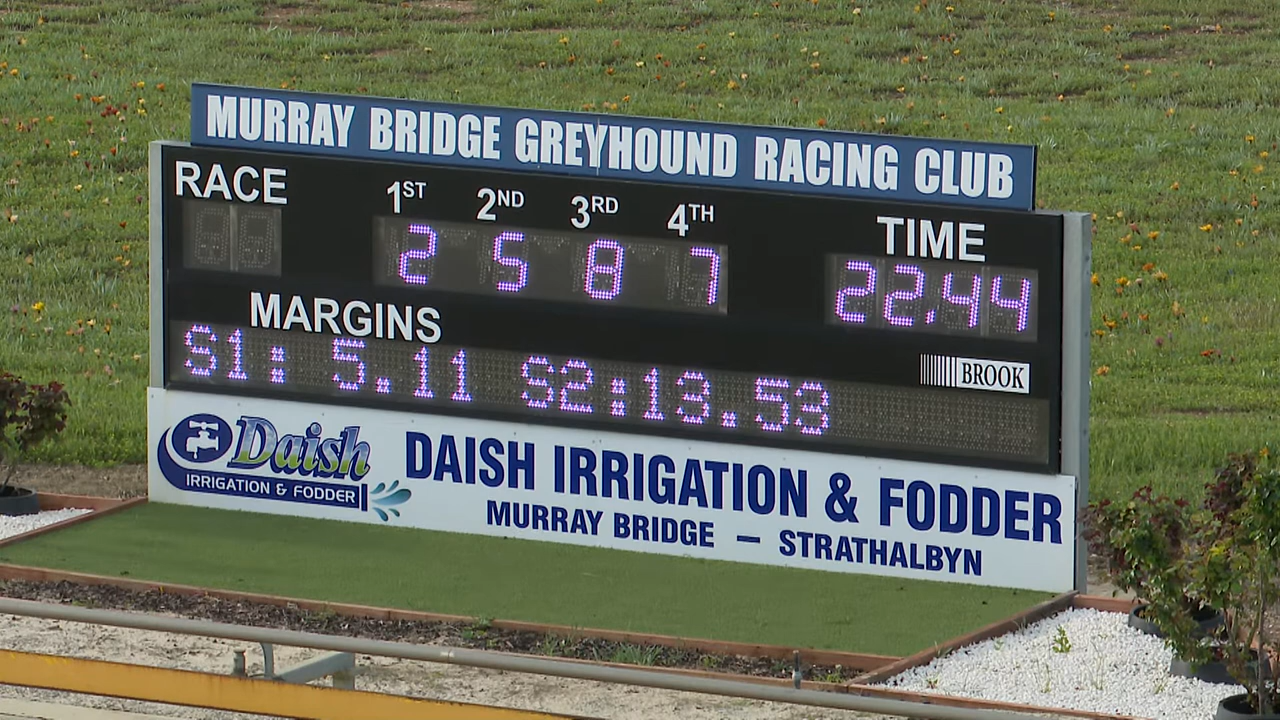 MURRAY BRIDGE GREYHOUND RACING CLUB
RACE 1ST 2ND 3RD 4TH TIME
2 5 8 7 22.44
MARGINS
S1: 5.11 S2:13.53
BROOK
Daish
IRRIGATION & FODDER
DAISH IRRIGATION & FODDER
MURRAY BRIDGE – STRATHALBYN